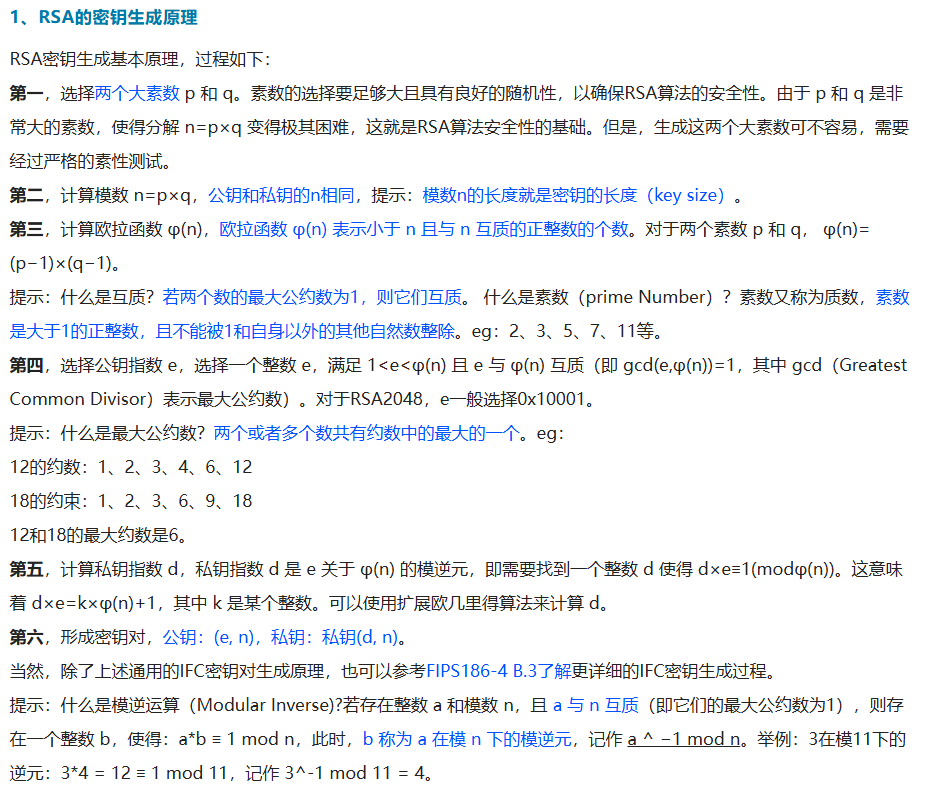 1、RSA的密钥生成原理
RSA密钥生成基本原理，过程如下：
第一，选择两个大素数 p 和 q。素数的选择要足够大且具有良好的随机性，以确保RSA算法的安全性。由于 p 和 q 是非
常大的素数，使得分解 n=p×q 变得极其困难，这就是RSA算法安全性的基础。但是，生成这两个大素数可不容易，需要
经过严格的素性测试。
第二，计算模数 n=p×q，公钥和私钥的n相同，提示：模数n的长度就是密钥的长度（key size）。
第三，计算欧拉函数 φ(n)，欧拉函数 φ(n) 表示小于 n 且与 n 互质的正整数的个数。对于两个素数 p 和 q， φ(n)=
(p−1)×(q−1)。
提示：什么是互质？若两个数的最大公约数为1，则它们互质。 什么是素数（prime Number）？素数又称为质数，素数
是大于1的正整数，且不能被1和自身以外的其他自然数整除。eg：2、3、5、7、11等。
第四，选择公钥指数 e，选择一个整数 e，满足 1<e<φ(n) 且 e 与 φ(n) 互质（即 gcd(e,φ(n))=1，其中 gcd（Greatest
Common Divisor）表示最大公约数）。对于RSA2048，e一般选择0x10001。
提示：什么是最大公约数？两个或者多个数共有约数中的最大的一个。eg：
12的约数：1、2、3、4、6、12
18的约束：1、2、3、6、9、18
12和18的最大约数是6。
第五，计算私钥指数 d，私钥指数 d 是 e 关于 φ(n) 的模逆元，即需要找到一个整数 d 使得 d×e≡1(modφ(n))。这意味
着 d×e=k×φ(n)+1，其中 k 是某个整数。可以使用扩展欧几里得算法来计算 d。
第六，形成密钥对，公钥：(e, n)，私钥：私钥(d, n)。
当然，除了上述通用的IFC密钥对生成原理，也可以参考FIPS186-4 B.3了解更详细的IFC密钥生成过程。
提示：什么是模逆运算（Modular Inverse)?若存在整数 a 和模数 n，且 a 与 n 互质（即它们的最大公约数为1），则存
在一个整数 b，使得：a*b ≡ 1 mod n，此时，b 称为 a 在模 n 下的模逆元，记作 a ^ −1 mod n。举例：3在模11下的
逆元：3*4 = 12 ≡ 1 mod 11，记作 3^-1 mod 11 = 4。